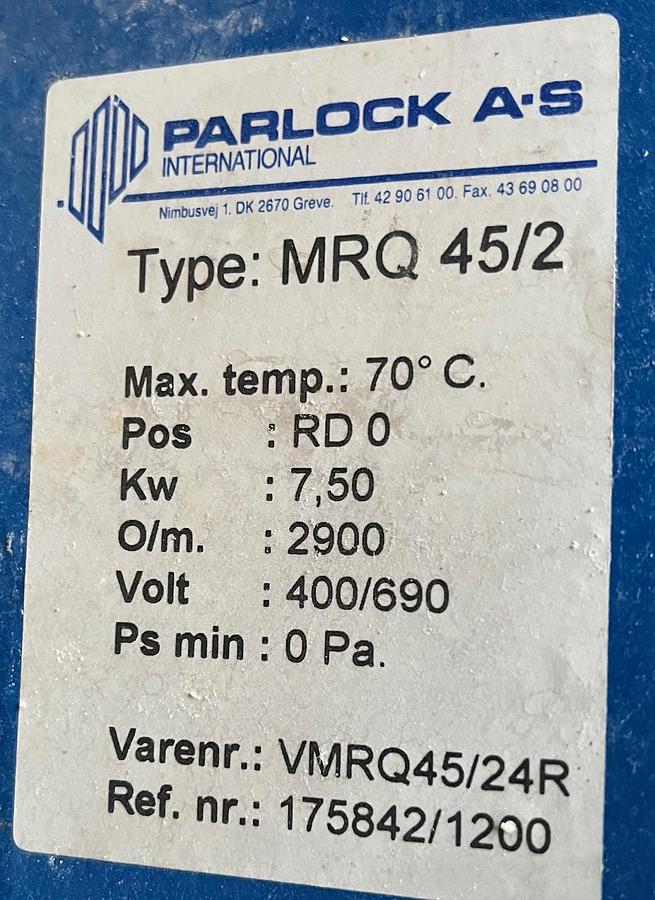 PARLOCK A·S
INTERNATIONAL
Nimbusvej 1. DK 2670 Greve. Tlf. 42 90 61 00. Fax. 43 69 08 00
Type: MRQ 45/2
Max. temp.: 70° C.
Pos : RD 0
Kw : 7,50
O/m. : 2900
Volt : 400/690
Ps min : 0 Pa.
Varenr.: VMRQ45/24R
Ref. nr.: 175842/1200